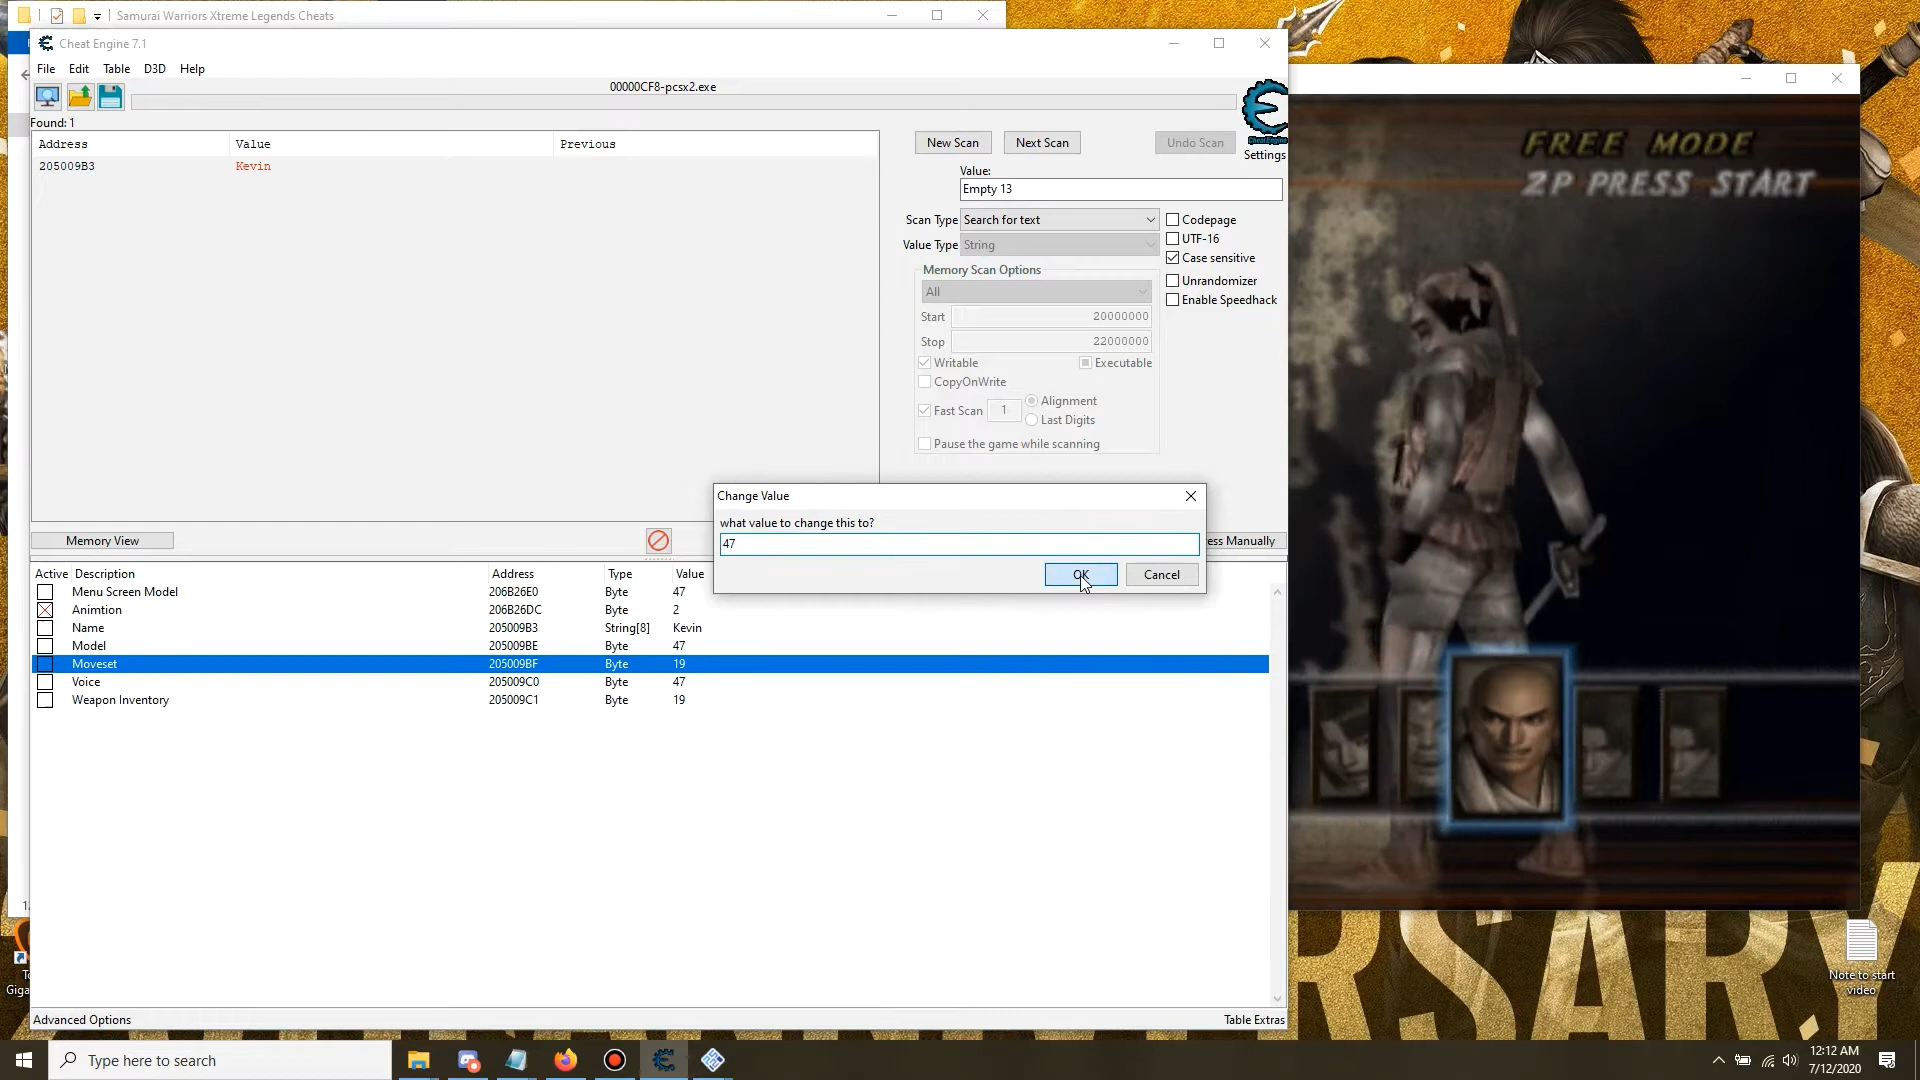 Samurai Warriors Xtreme Legends Cheats
Cheat Engine 7.1
File Edit Table D3D Help
00000CF8-pcsx2.exe
Found: 1
Address Value Previous
205009B3 Kevin
New Scan Next Scan Undo Scan
Settings
Value:
Empty 13
Scan Type Search for text
Value Type String
Codepage
UTF-16
Case sensitive
Unrandomizer
Enable Speedhack
Memory Scan Options
All
Start 20000000
Stop 22000000
Writable Executable
CopyOnWrite
Fast Scan 1 Alignment
Last Digits
Pause the game while scanning
FREE MODE
2P PRESS START
Change Value
what value to change this to?
47
OK Cancel
Memory View
ess Manually
Active Description Address Type Value
Menu Screen Model 206B26E0 Byte 47
Animtion 206B26DC Byte 2
Name 205009B3 String[8] Kevin
Model 205009BE Byte 47
Moveset 205009BF Byte 19
Voice 205009C0 Byte 47
Weapon Inventory 205009C1 Byte 19
Advanced Options Table Extras
To
Giga
RSARY
Note to start
video
Type here to search
12:12 AM
7/12/2020